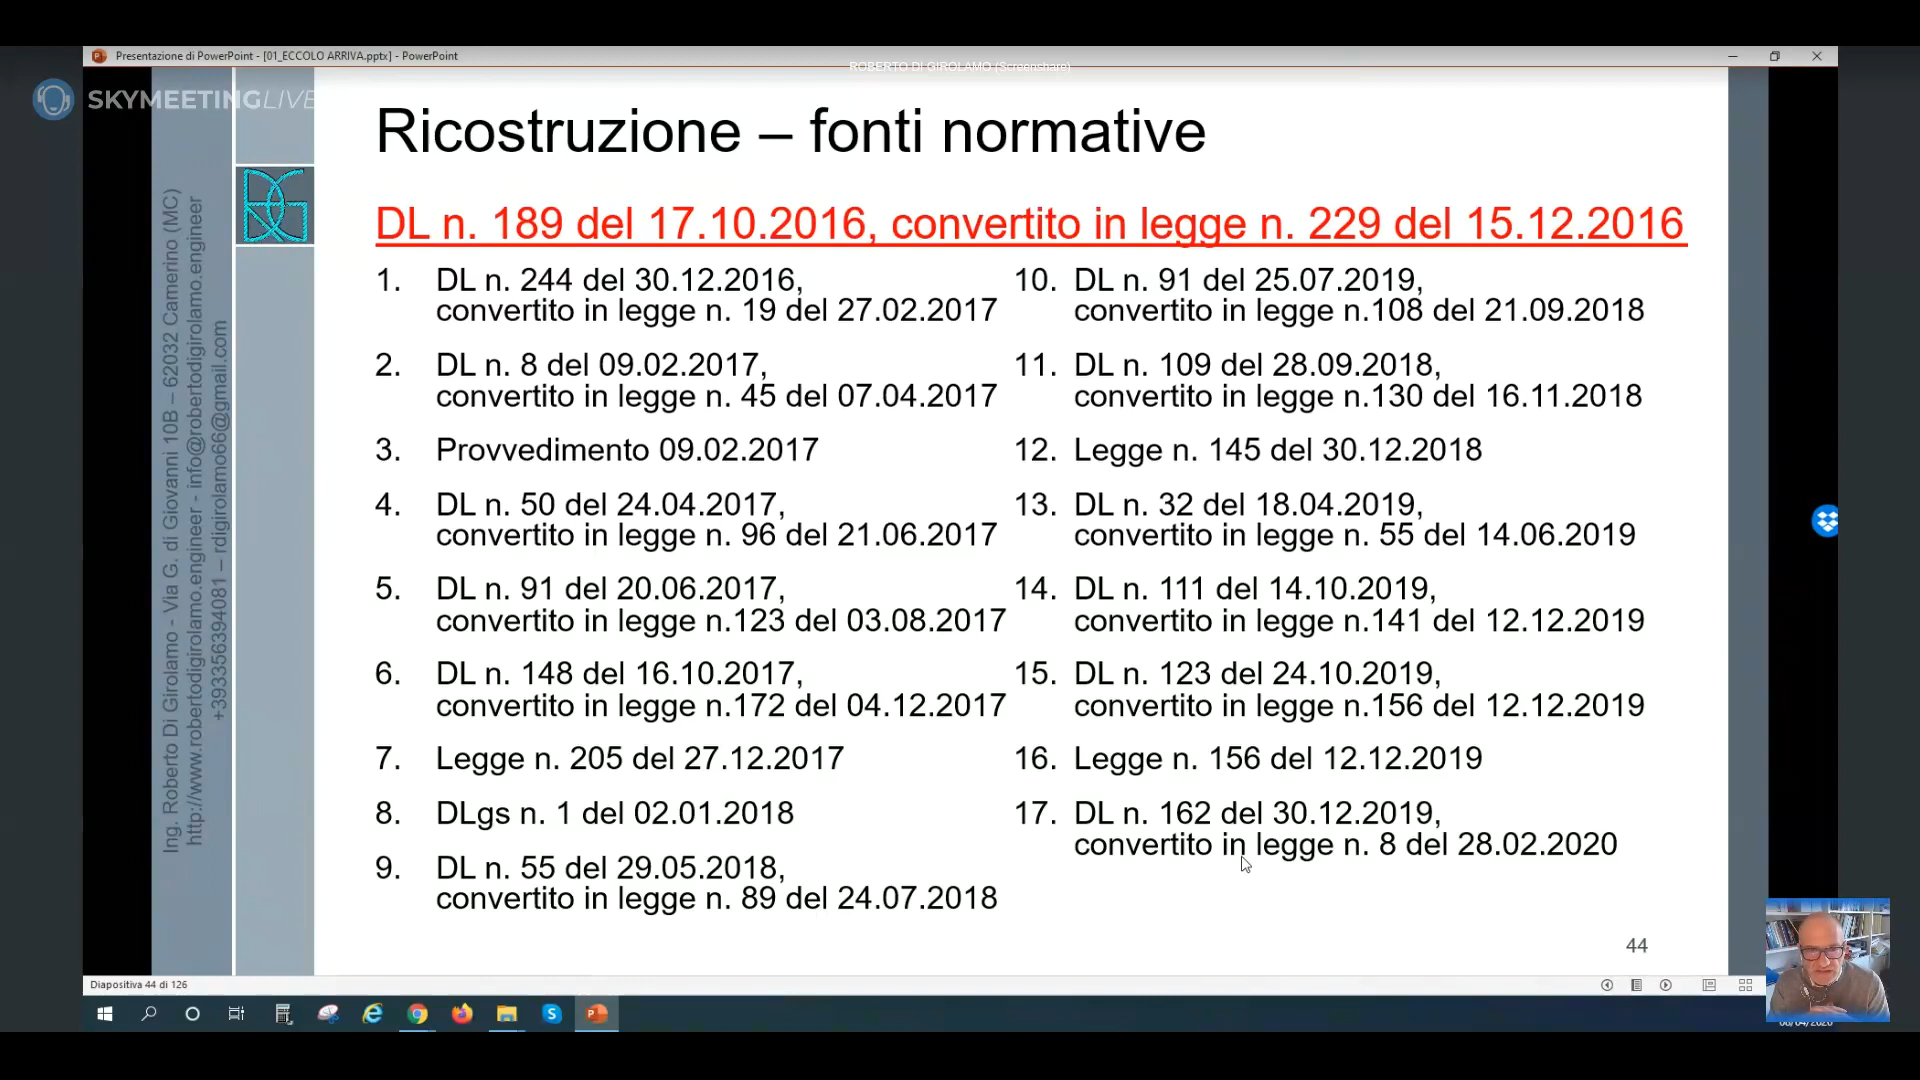 Presentazione di PowerPoint - [01_ECCOLO ARRIVA.pptx] - PowerPoint
ROBERTO DI GIROLAMO (Screenshare)
SKYMEETINGLIVE
Ing. Roberto Di Girolamo - Via G. di Giovanni 10B – 62032 Camerino (MC)
http://www.robertodigirolamo.engineer - info@robertodigirolamo.engineer
+393356394081 – rdigirolamo66@gmail.com
Ricostruzione – fonti normative
DL n. 189 del 17.10.2016, convertito in legge n. 229 del 15.12.2016
1. DL n. 244 del 30.12.2016,
convertito in legge n. 19 del 27.02.2017
2. DL n. 8 del 09.02.2017,
convertito in legge n. 45 del 07.04.2017
3. Provvedimento 09.02.2017
4. DL n. 50 del 24.04.2017,
convertito in legge n. 96 del 21.06.2017
5. DL n. 91 del 20.06.2017,
convertito in legge n.123 del 03.08.2017
6. DL n. 148 del 16.10.2017,
convertito in legge n.172 del 04.12.2017
7. Legge n. 205 del 27.12.2017
8. DLgs n. 1 del 02.01.2018
9. DL n. 55 del 29.05.2018,
convertito in legge n. 89 del 24.07.2018
10. DL n. 91 del 25.07.2019,
convertito in legge n.108 del 21.09.2018
11. DL n. 109 del 28.09.2018,
convertito in legge n.130 del 16.11.2018
12. Legge n. 145 del 30.12.2018
13. DL n. 32 del 18.04.2019,
convertito in legge n. 55 del 14.06.2019
14. DL n. 111 del 14.10.2019,
convertito in legge n.141 del 12.12.2019
15. DL n. 123 del 24.10.2019,
convertito in legge n.156 del 12.12.2019
16. Legge n. 156 del 12.12.2019
17. DL n. 162 del 30.12.2019,
convertito in legge n. 8 del 28.02.2020
44
Diapositiva 44 di 126